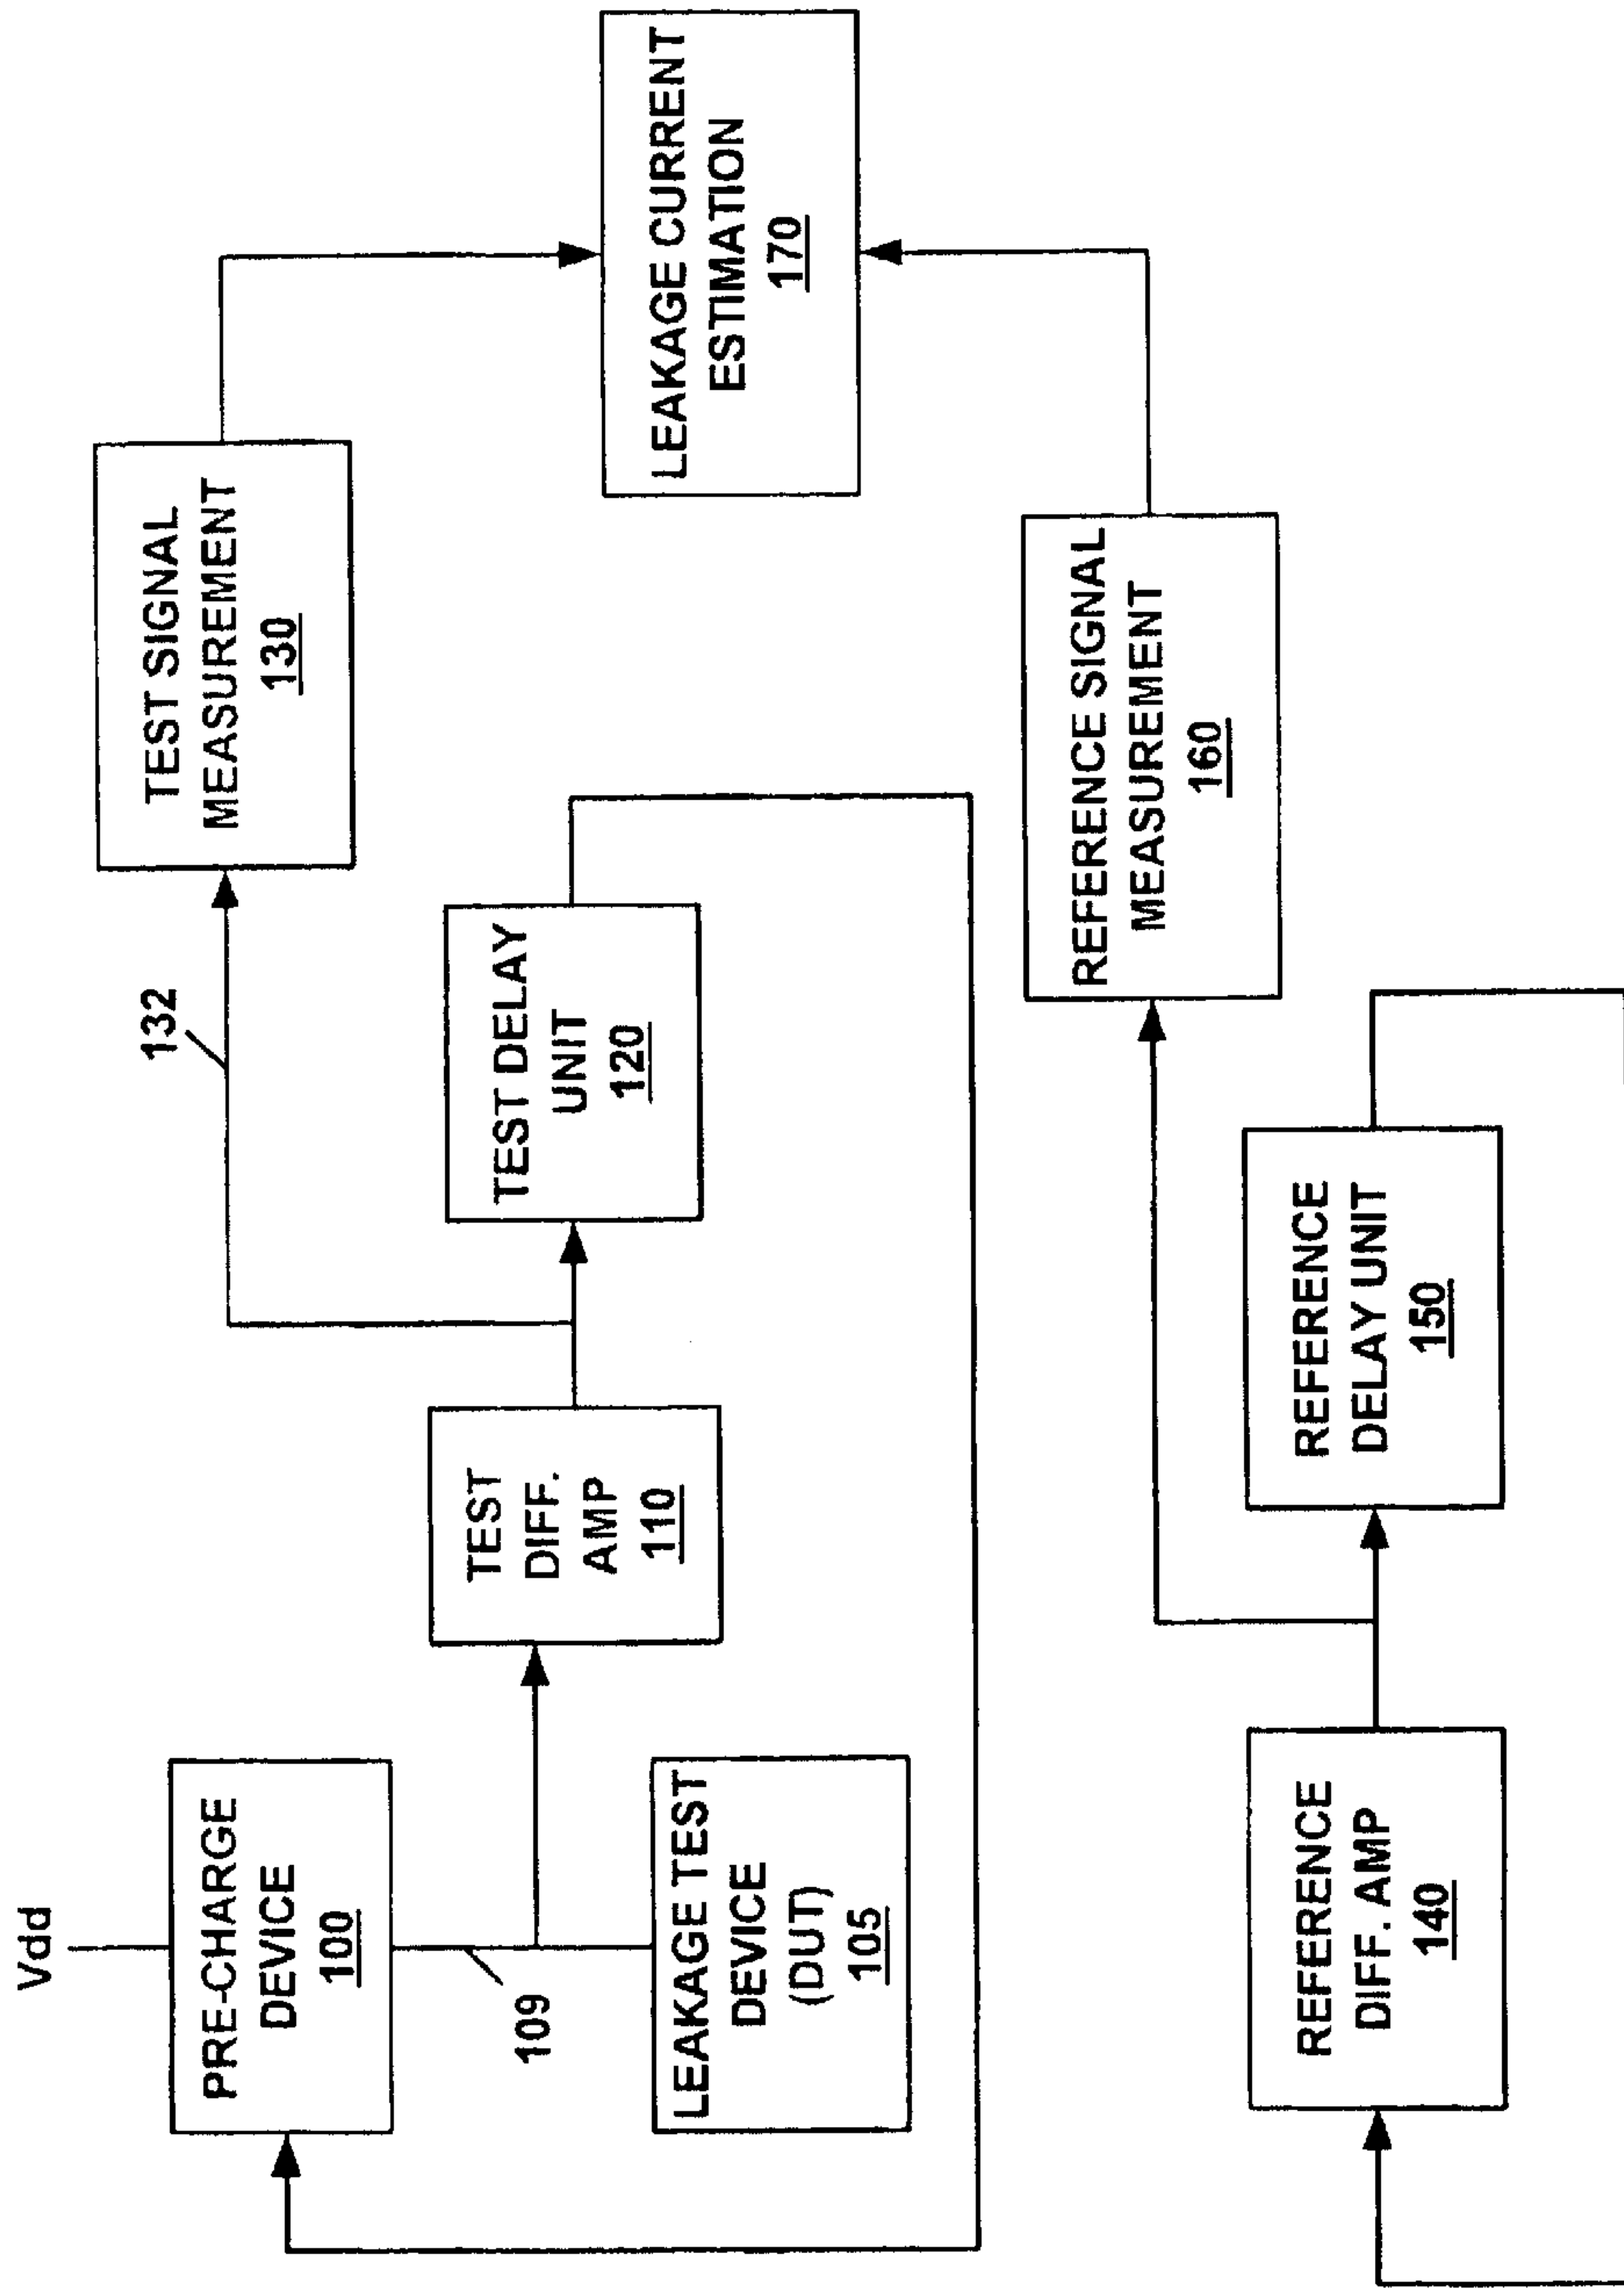 Vdd
PRE-CHARGE
DEVICE
100
109
LEAKAGE TEST
DEVICE
(DUT)
105
TEST
DIFF.
AMP
110
132
TEST DELAY
UNIT
120
TEST SIGNAL
MEASUREMENT
130
LEAKAGE CURRENT
ESTIMATION
170
REFERENCE
DIFF. AMP
140
REFERENCE
DELAY UNIT
150
REFERENCE SIGNAL
MEASUREMENT
160